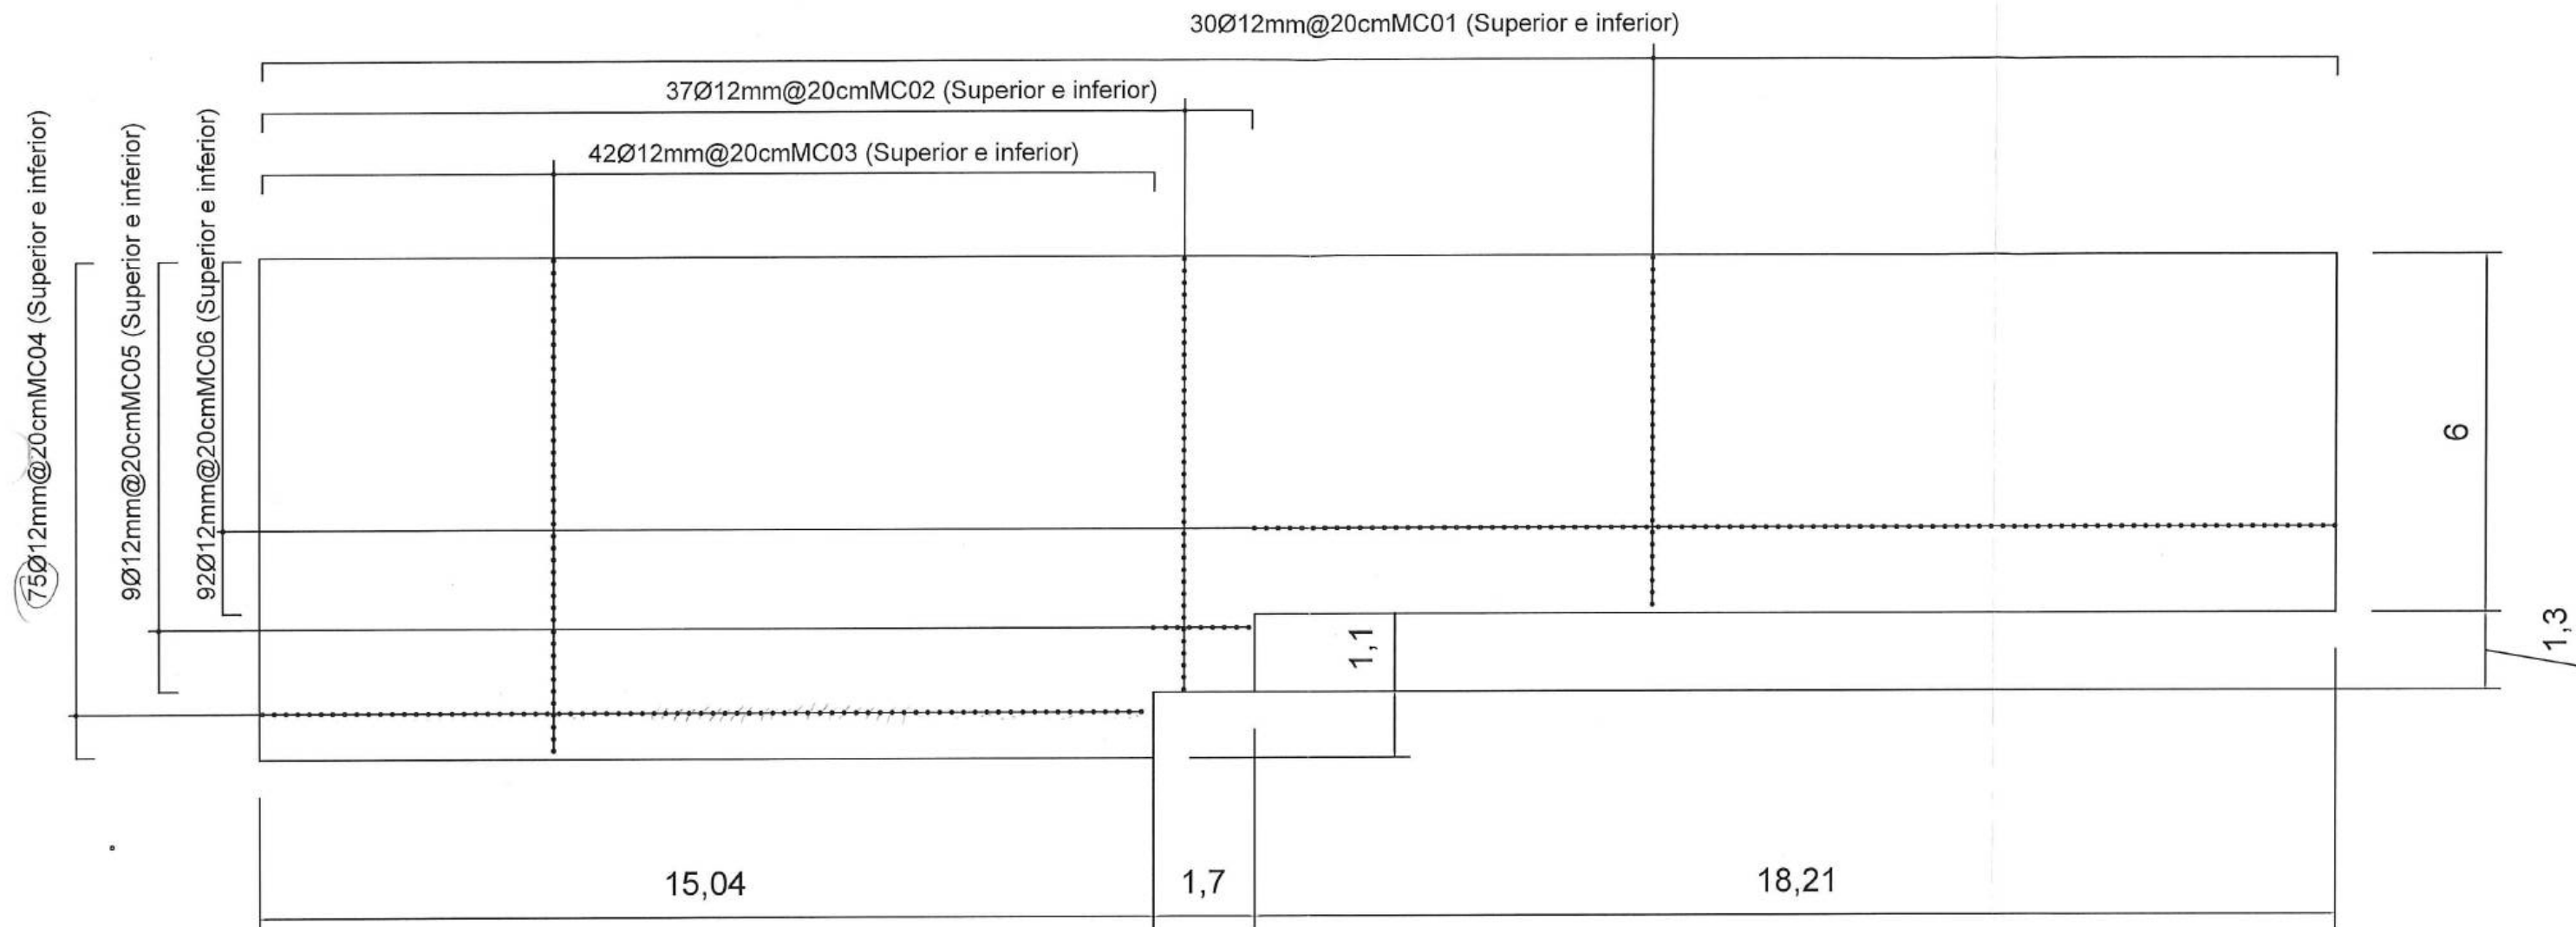 30Ø12mm@20cmMC01 (Superior e inferior)
37Ø12mm@20cmMC02 (Superior e inferior)
42Ø12mm@20cmMC03 (Superior e inferior)
75Ø12mm@20cmMC04 (Superior e inferior)
9Ø12mm@20cmMC05 (Superior e inferior)
92Ø12mm@20cmMC06 (Superior e inferior)
6
1,3
1,1
15,04
1,7
18,21